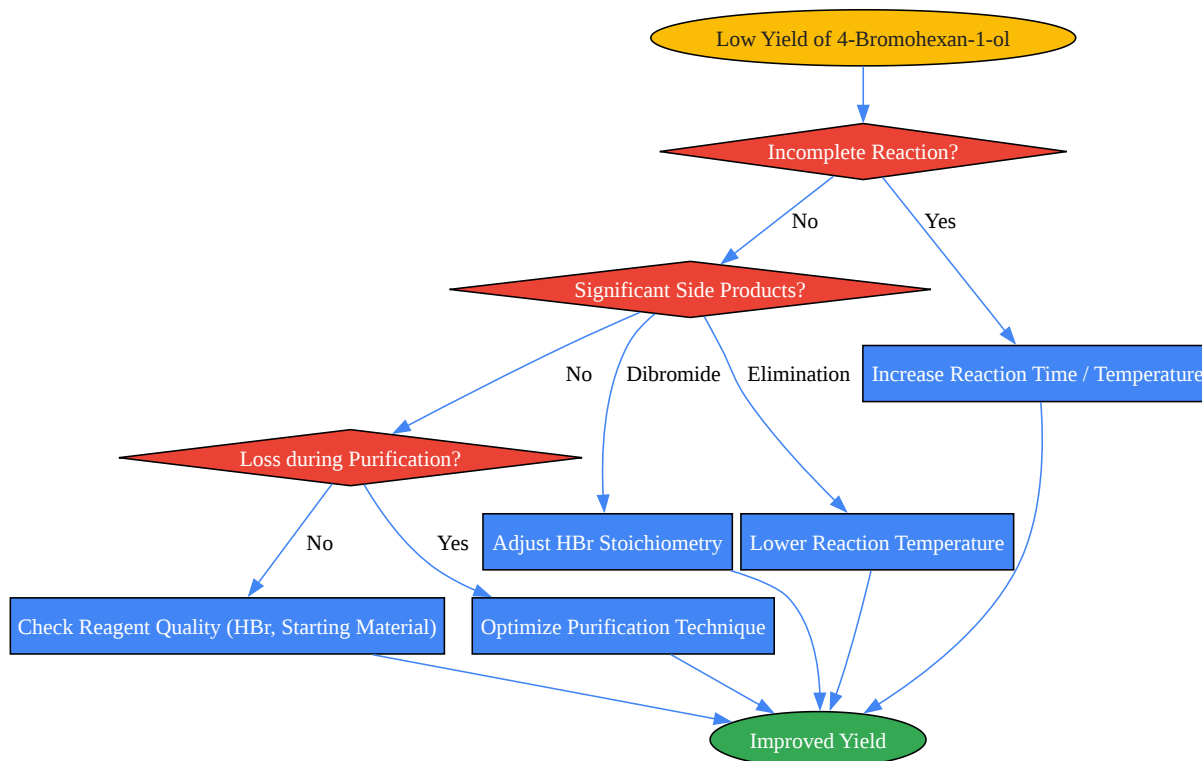 Low Yield of 4-Bromohexan-1-ol
Incomplete Reaction?
No
Yes
Significant Side Products?
Increase Reaction Time / Temperature
No
Dibromide
Elimination
Loss during Purification?
Adjust HBr Stoichiometry
Lower Reaction Temperature
No
Yes
Check Reagent Quality (HBr, Starting Material)
Optimize Purification Technique
Improved Yield